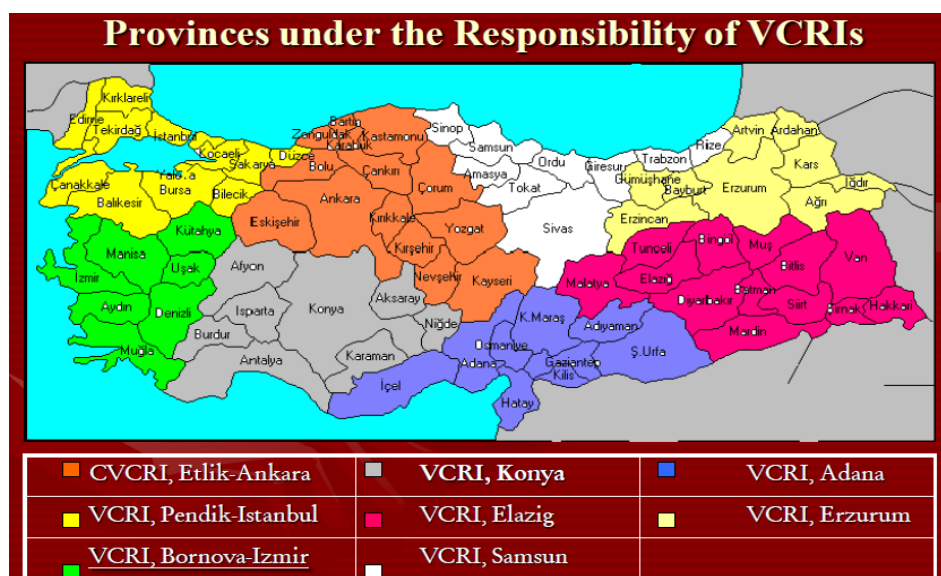 Provinces under the Responsibility of VCRIs
Kırklareli
Edirne
Tekirdağ
İstanbul
Kocaeli
Yalova
Sakarya
Düzce
Çanakkale
Balıkesir
Bursa
Bilecik
Zonguldak
Bartın
Karabük
Kastamonu
Bolu
Çankırı
Çorum
Ankara
Eskişehir
Kırıkkale
Kırşehir
Yozgat
Nevşehir
Kayseri
Sinop
Samsun
Amasya
Tokat
Ordu
Giresun
Sivas
Trabzon
Rize
Artvin
Ardahan
Kars
Gümüşhane
Bayburt
Erzurum
Erzincan
Ağrı
Iğdır
Kütahya
Manisa
İzmir
Uşak
Aydın
Denizli
Muğla
Afyon
Isparta
Burdur
Antalya
Konya
Aksaray
Niğde
Karaman
İçel
Adana
Osmaniye
K.Maraş
Adıyaman
Gaziantep
Kilis
Hatay
Ş.Urfa
Malatya
Tunceli
Elazığ
Bingöl
Muş
Bitlis
Van
Diyarbakır
Batman
Siirt
Şırnak
Hakkari
Mardin
CVCRI, Etlik-Ankara
VCRI, Konya
VCRI, Adana
VCRI, Pendik-Istanbul
VCRI, Elazig
VCRI, Erzurum
VCRI, Bornova-Izmir
VCRI, Samsun